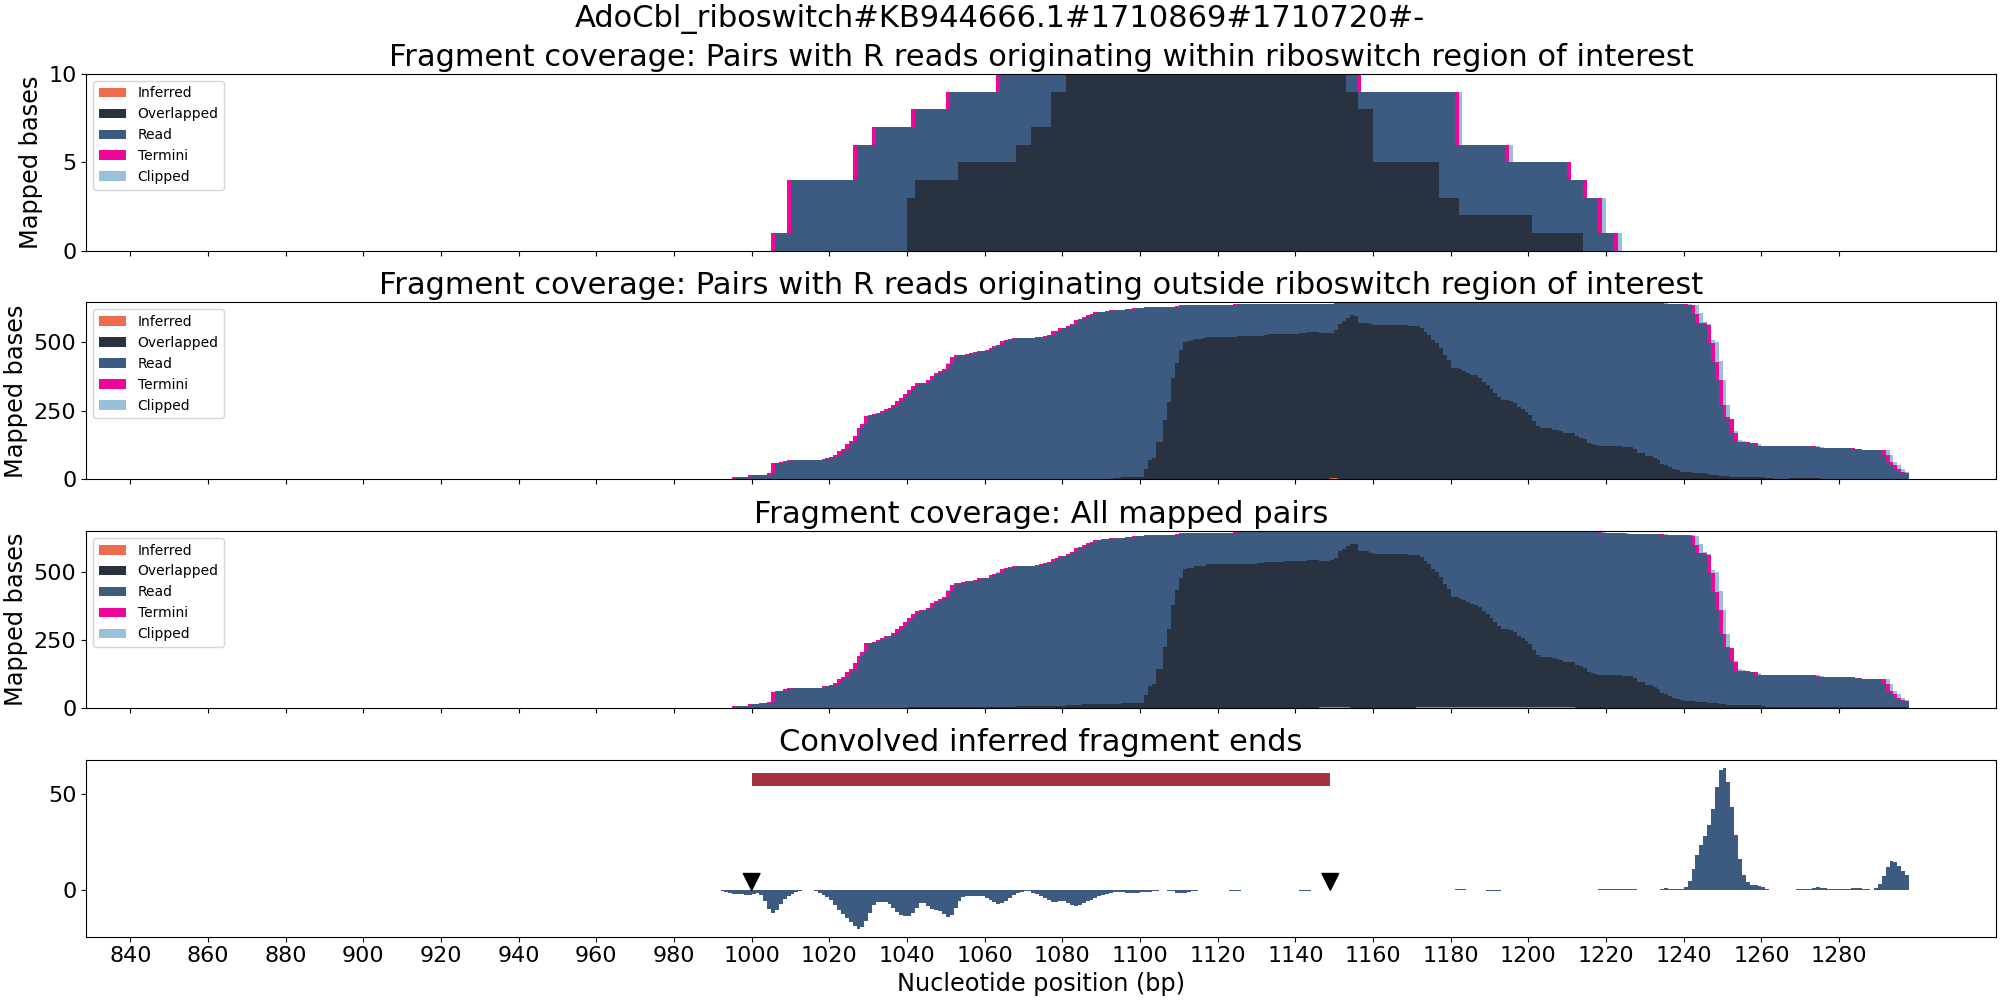 AdoCbl_riboswitch#KB944666.1#1710869#1710720#-
Fragment coverage: Pairs with R reads originating within riboswitch region of interest
Mapped bases
10
5
0
Inferred
Overlapped
Read
Termini
Clipped
Fragment coverage: Pairs with R reads originating outside riboswitch region of interest
Mapped bases
500
250
0
Inferred
Overlapped
Read
Termini
Clipped
Fragment coverage: All mapped pairs
Mapped bases
500
250
0
Inferred
Overlapped
Read
Termini
Clipped
Convolved inferred fragment ends
50
0
840 860 880 900 920 940 960 980 1000 1020 1040 1060 1080 1100 1120 1140 1160 1180 1200 1220 1240 1260 1280
Nucleotide position (bp)